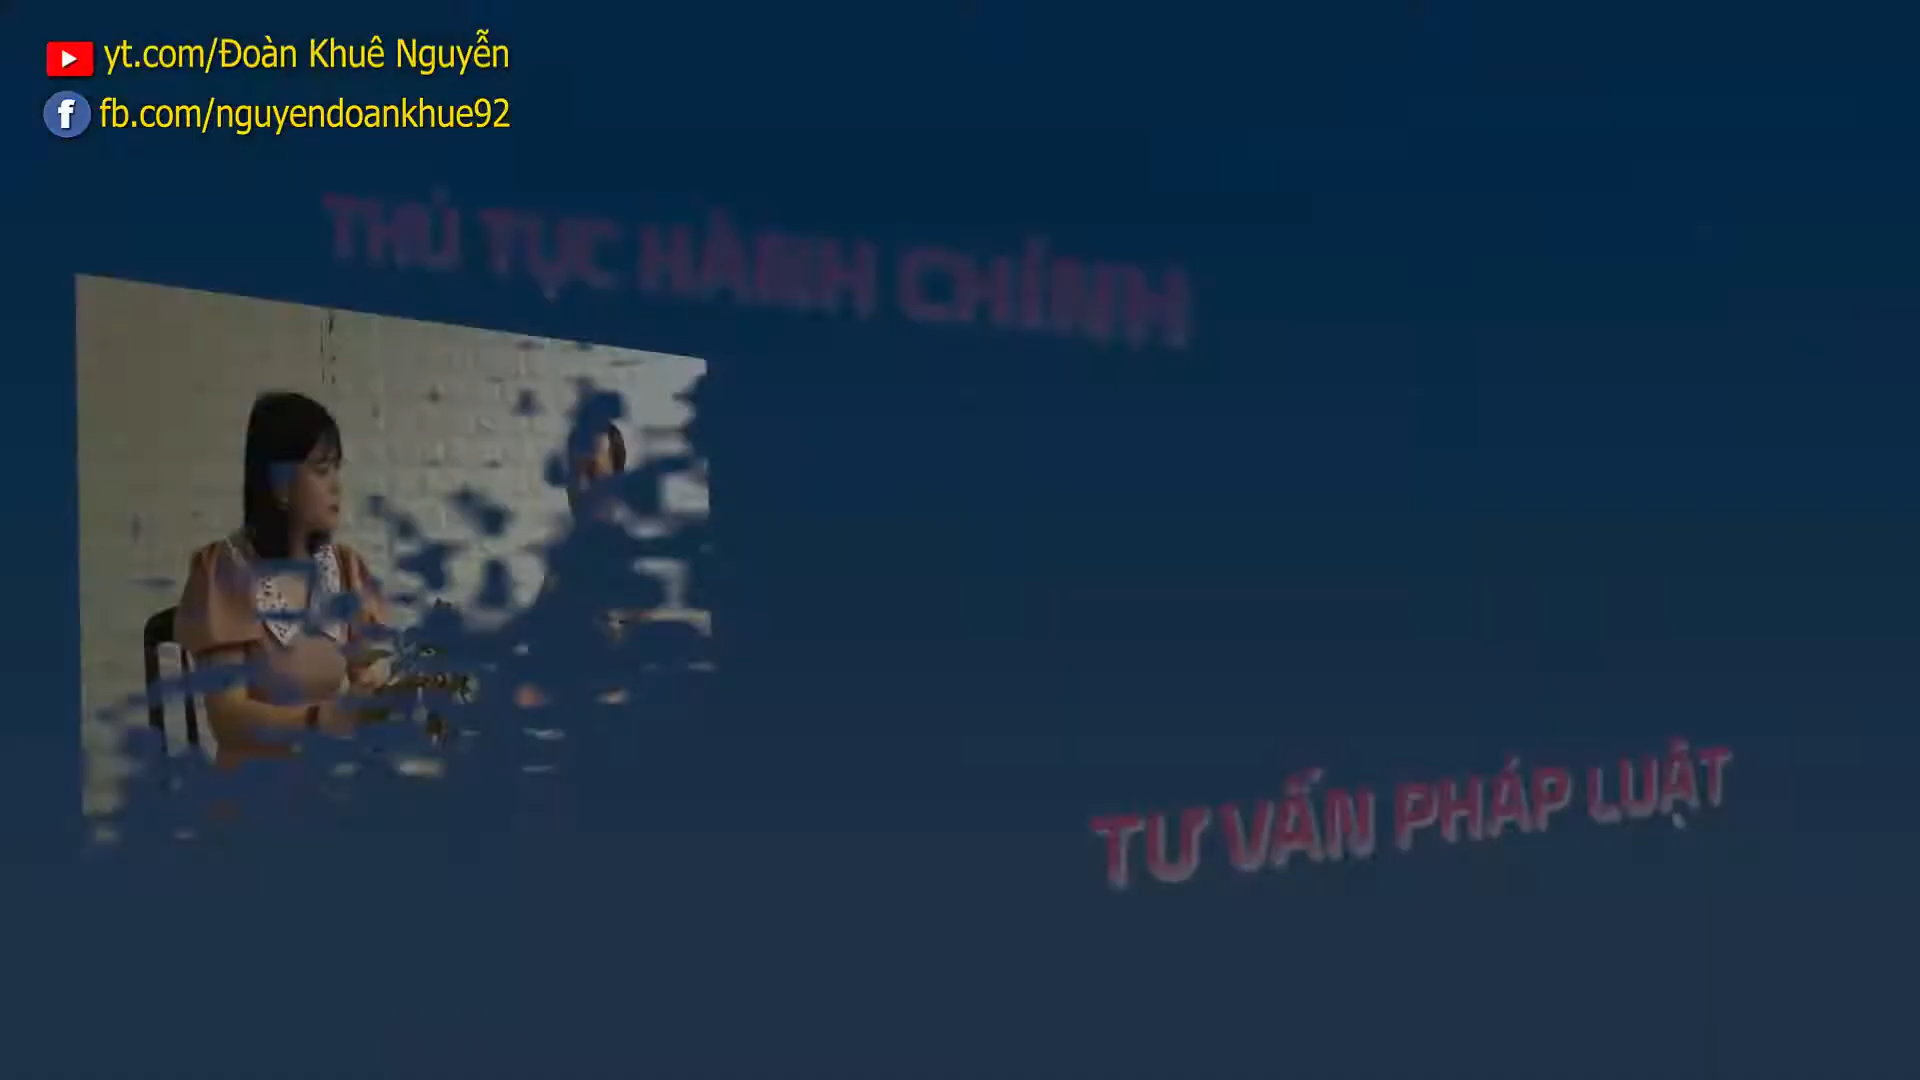 yt.com/Đoàn Khuê Nguyễn
fb.com/nguyendoankhue92
THỦ TỤC HÀNH CHÍNH
TƯ VẤN PHÁP LUẬT